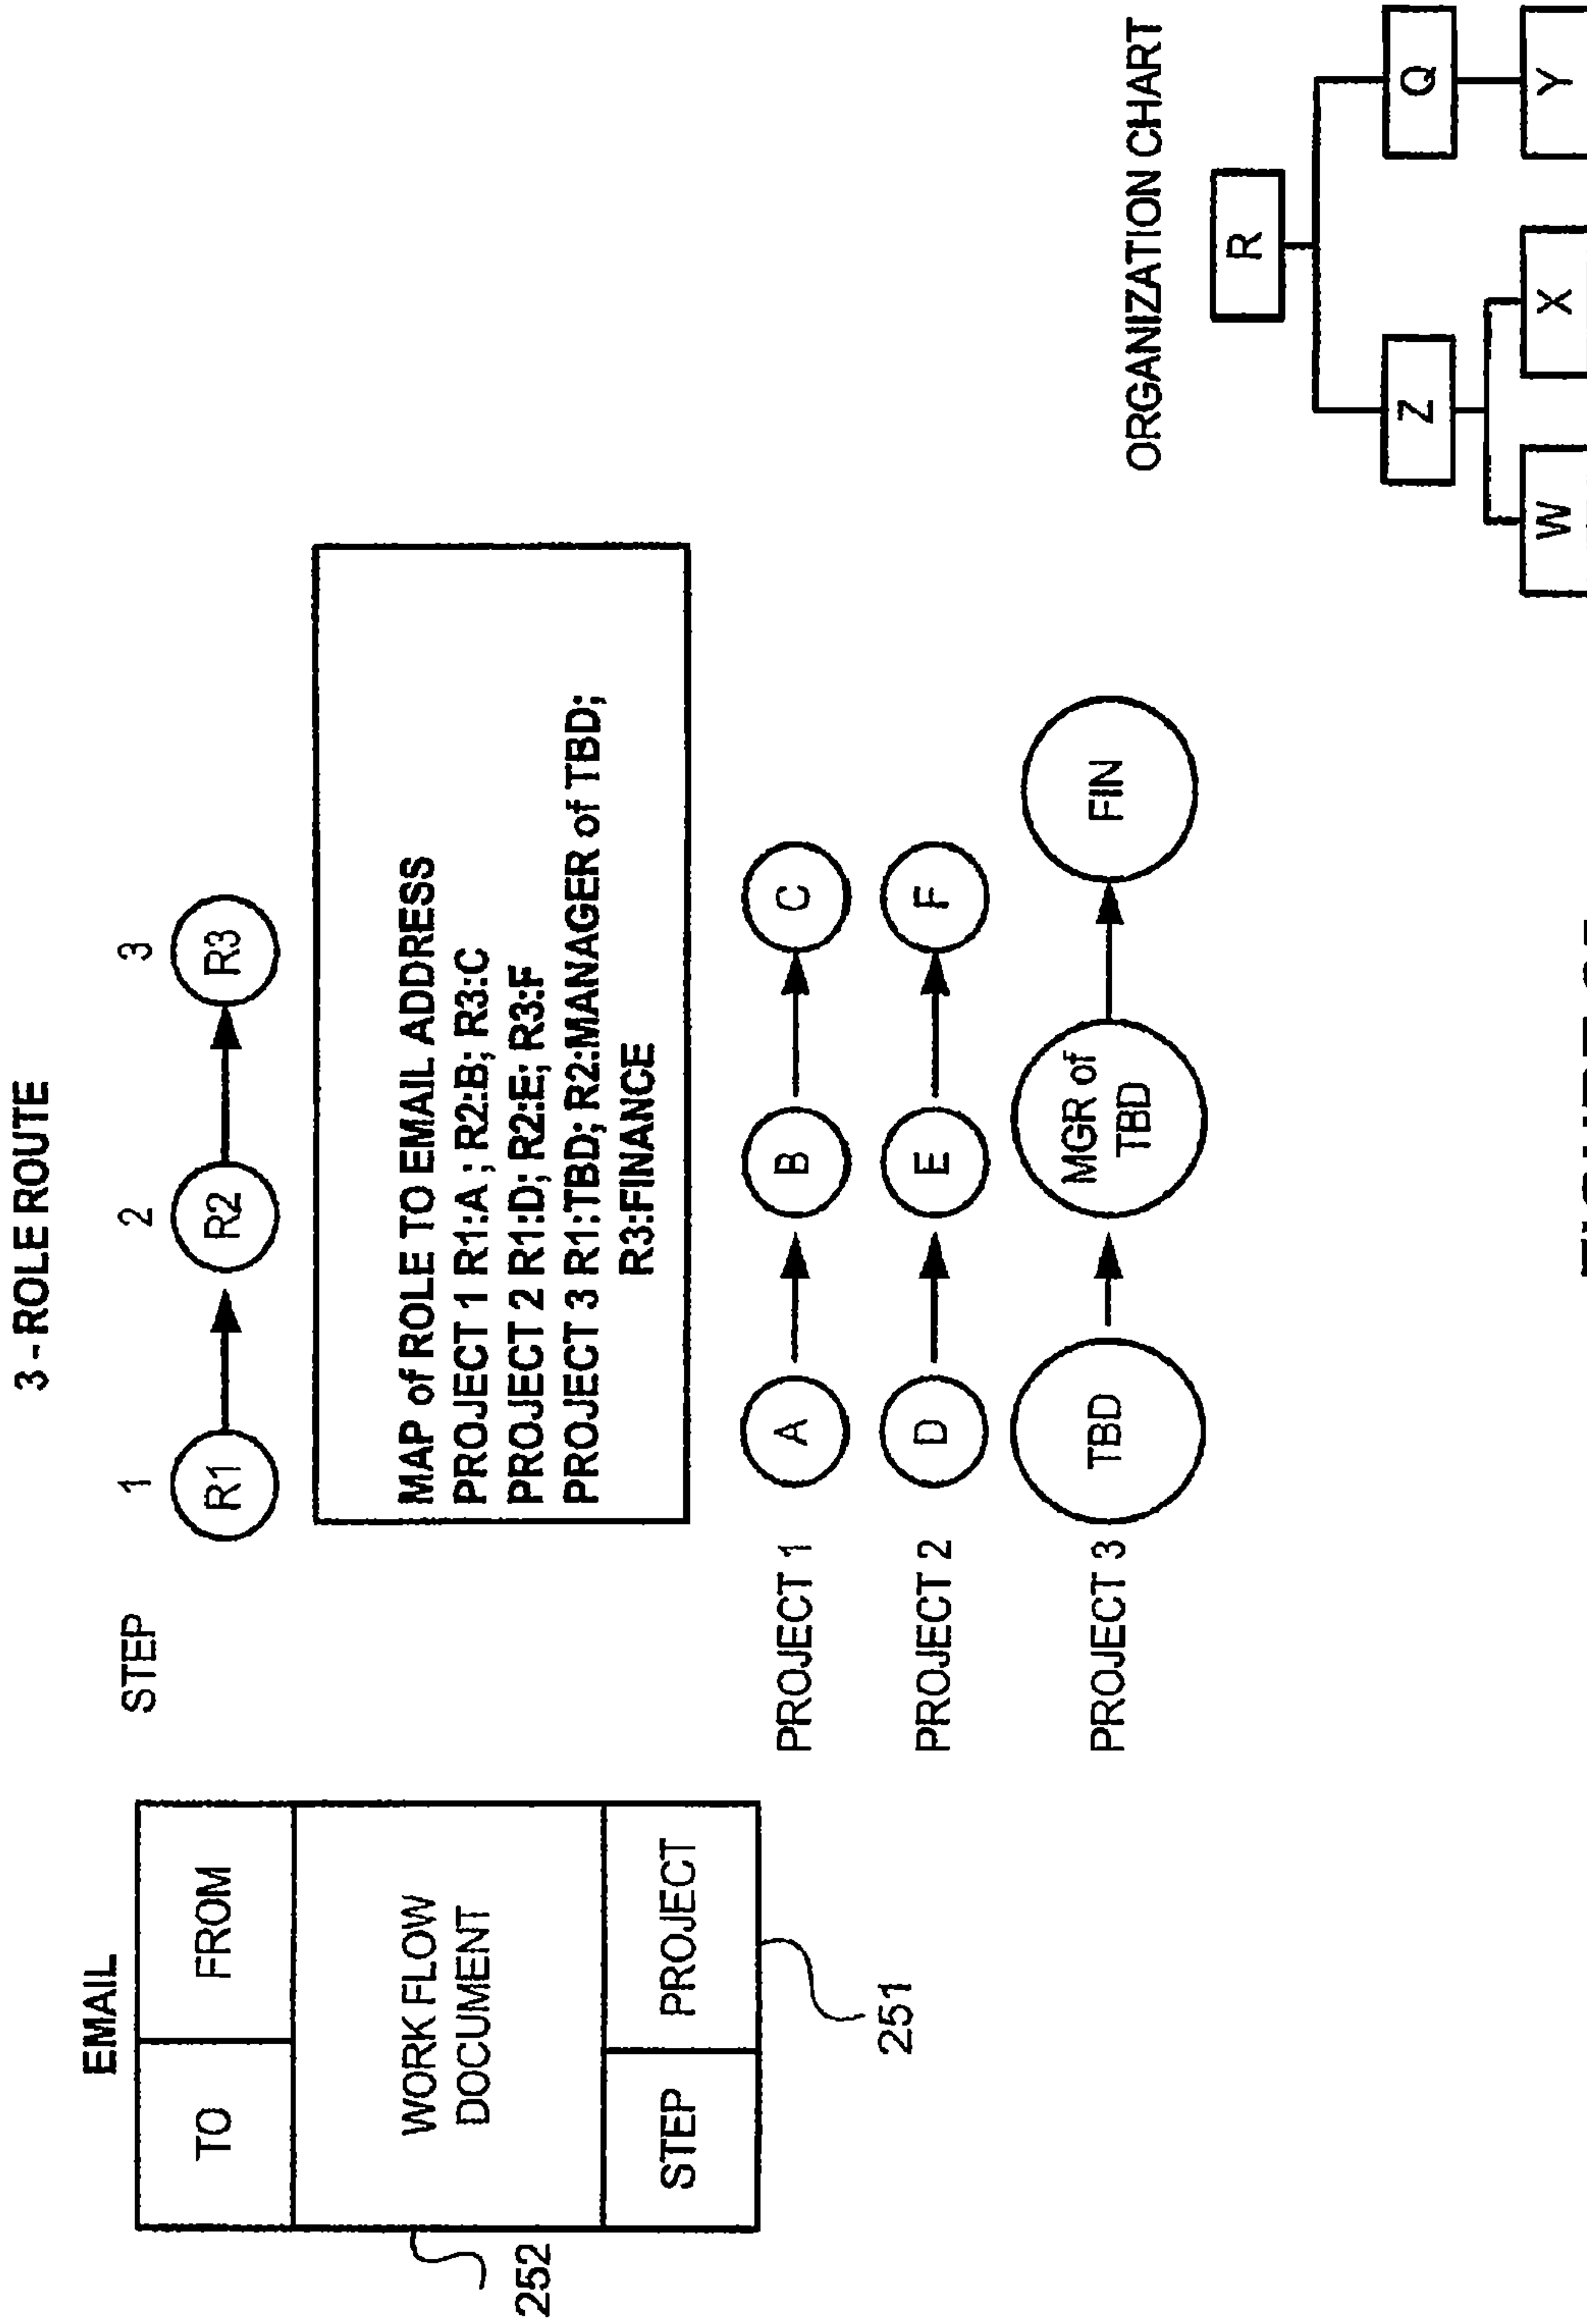 3 - ROLE ROUTE
EMAIL
TO
FROM
WORK FLOW
DOCUMENT
STEP
PROJECT
252
251
STEP
1
2
3
R1
R2
R3
MAP of ROLE TO EMAIL ADDRESS
PROJECT 1 R1:A ; R2:B; R3:C
PROJECT 2 R1:D; R2:E; R3:F
PROJECT 3 R1:TBD; R2:MANAGER of TBD;
R3:FINANCE
PROJECT 1
A
B
C
PROJECT 2
D
E
F
PROJECT 3
TBD
MGR of
TBD
FIN
ORGANIZATION CHART
R
Z
Q
W
X
Y